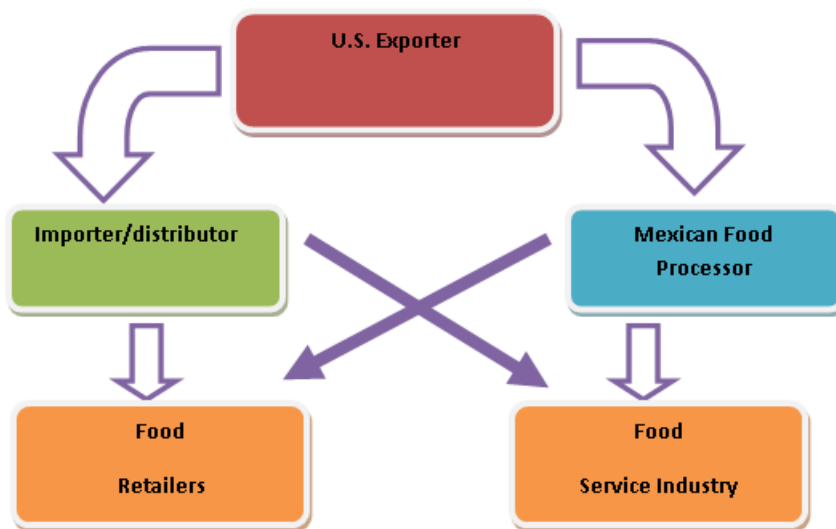 U.S. Exporter
Importer/distributor
Mexican Food
Processor
Food
Retailers
Food
Service Industry